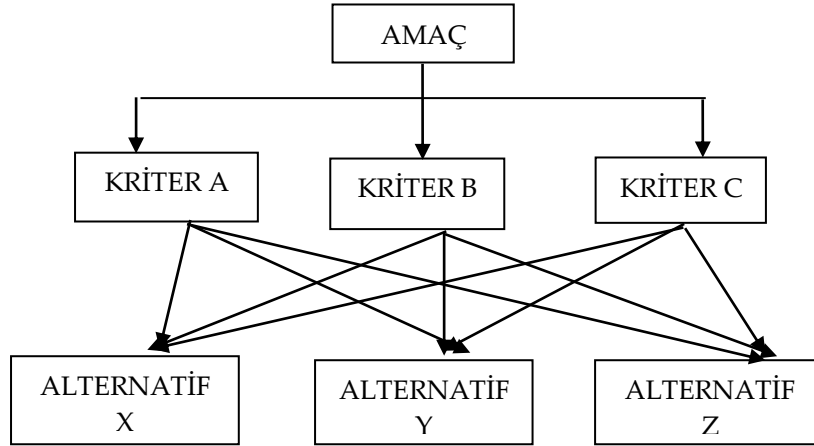 AMAÇ
KRİTER A
KRİTER B
KRİTER C
ALTERNATİF
X
ALTERNATİF
Y
ALTERNATİF
Z